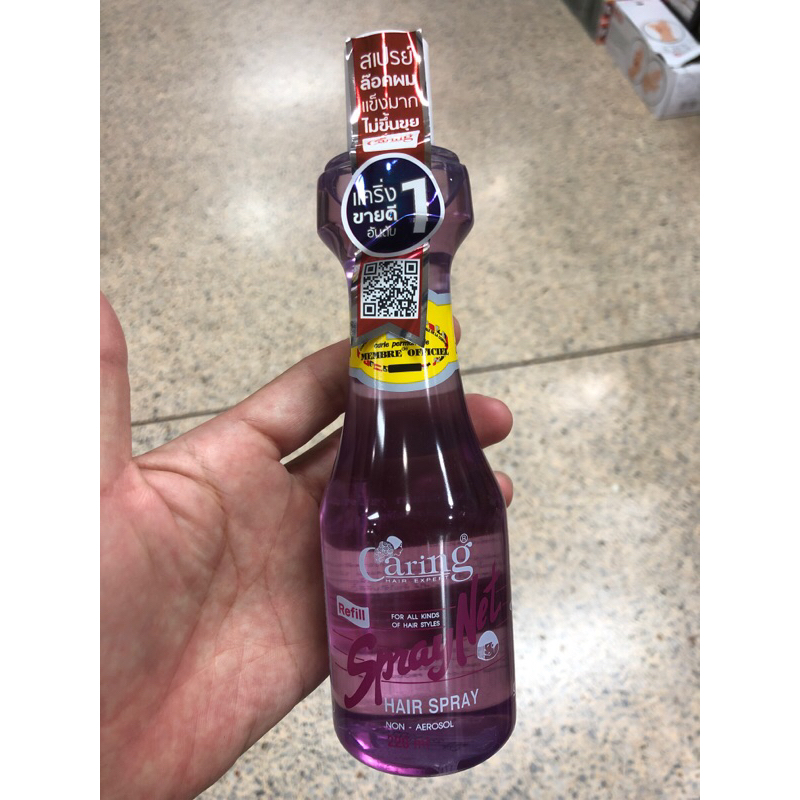 สเปรย์
ล๊อคผม
แข็งมาก
ไม่ขึ้นขุย
Caring
แคริ่ง
ขายดี
อันดับ
1
MEMBRE OFFICIEL
Caring®
HAIR EXPERT
Refill
FOR ALL KINDS
OF HAIR STYLES
Spray Net
HAIR SPRAY
NON - AEROSOL